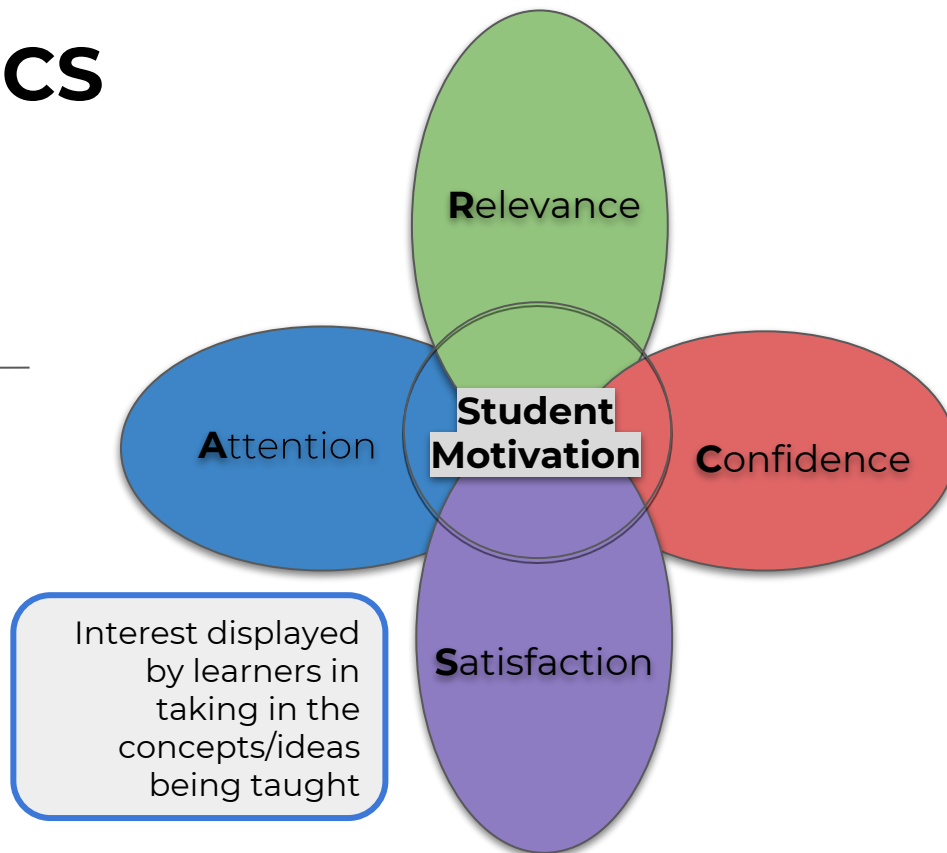 CS
Relevance
Student
Motivation
Attention
Confidence
Interest displayed
by learners in
taking in the
concepts/ideas
being taught
Satisfaction